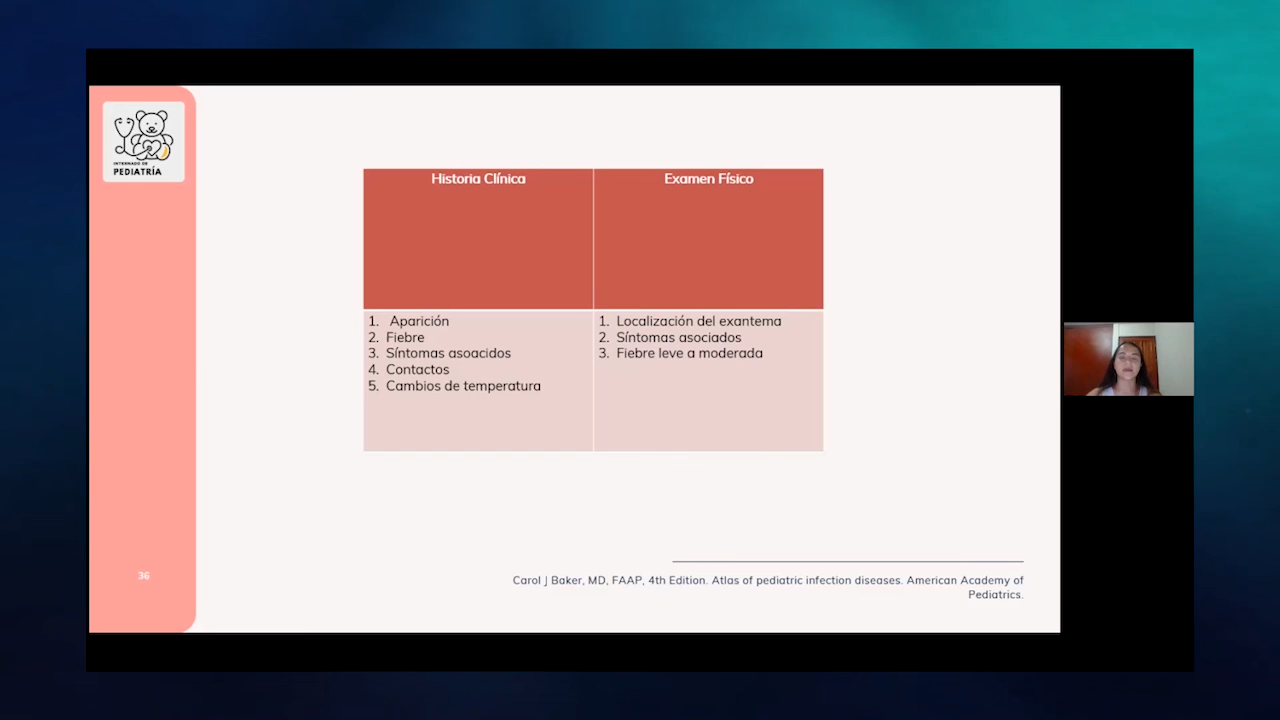 INTERNADO DE
PEDIATRÍA
Historia Clínica
Examen Físico
1. Aparición
2. Fiebre
3. Síntomas asoacidos
4. Contactos
5. Cambios de temperatura
1. Localización del exantema
2. Síntomas asociados
3. Fiebre leve a moderada
36
Carol J Baker, MD, FAAP, 4th Edition. Atlas of pediatric infection diseases. American Academy of
Pediatrics.